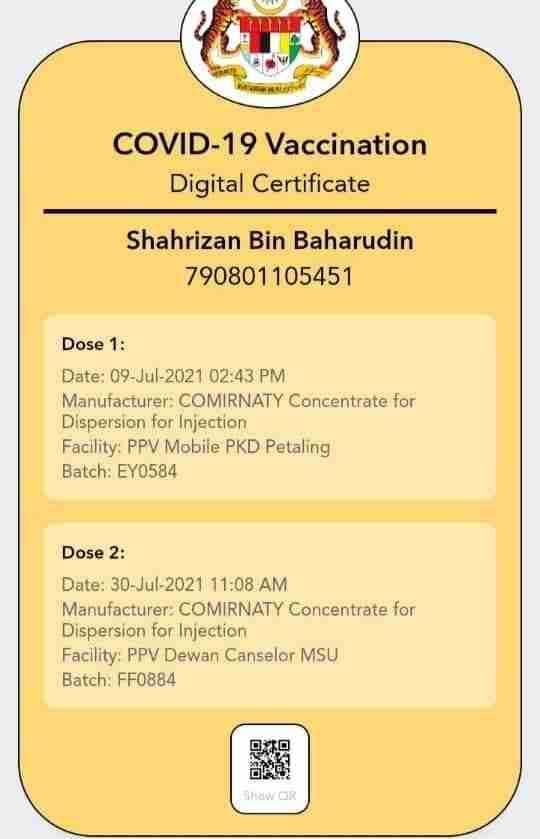 COVID-19 Vaccination
Digital Certificate
Shahrizan Bin Baharudin
790801105451
Dose 1:
Date: 09-Jul-2021 02:43 PM
Manufacturer: COMIRNATY Concentrate for
Dispersion for Injection
Facility: PPV Mobile PKD Petaling
Batch: EY0584
Dose 2:
Date: 30-Jul-2021 11:08 AM
Manufacturer: COMIRNATY Concentrate for
Dispersion for Injection
Facility: PPV Dewan Canselor MSU
Batch: FF0884
Show QR